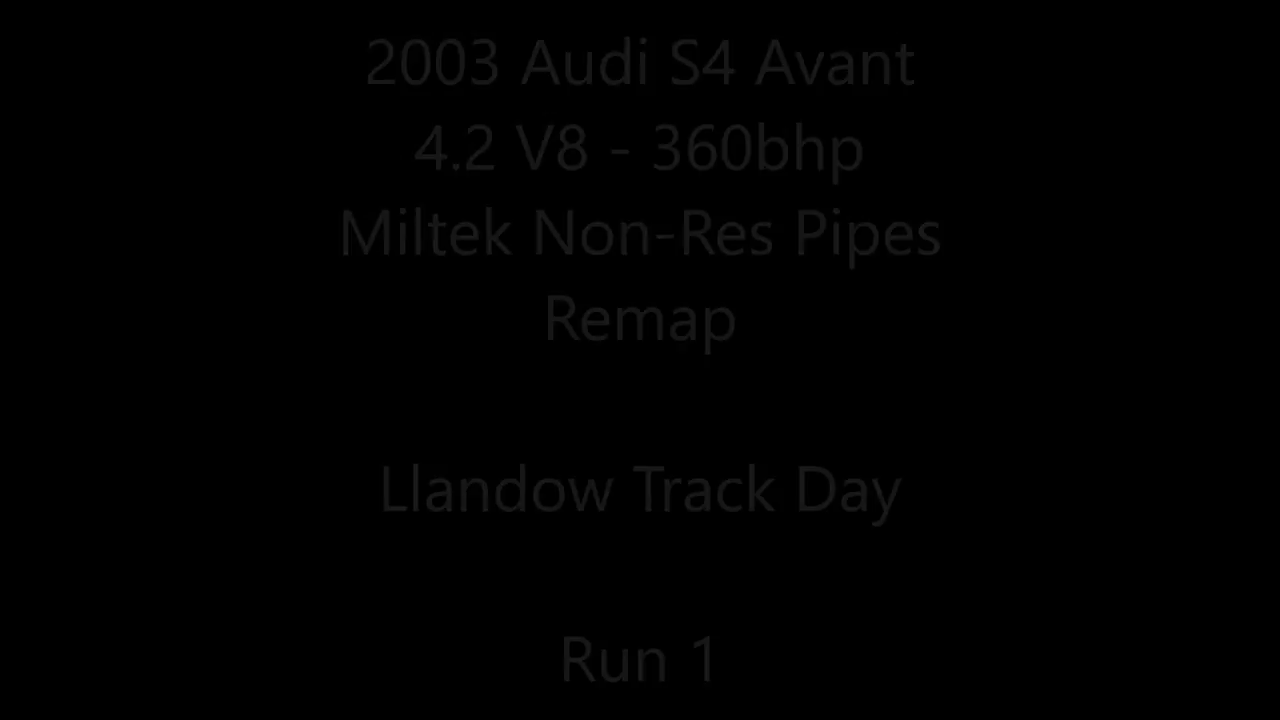 2003 Audi S4 Avant
4.2 V8 - 360bhp
Miltek Non-Res Pipes
Remap
Llandow Track Day
Run 1